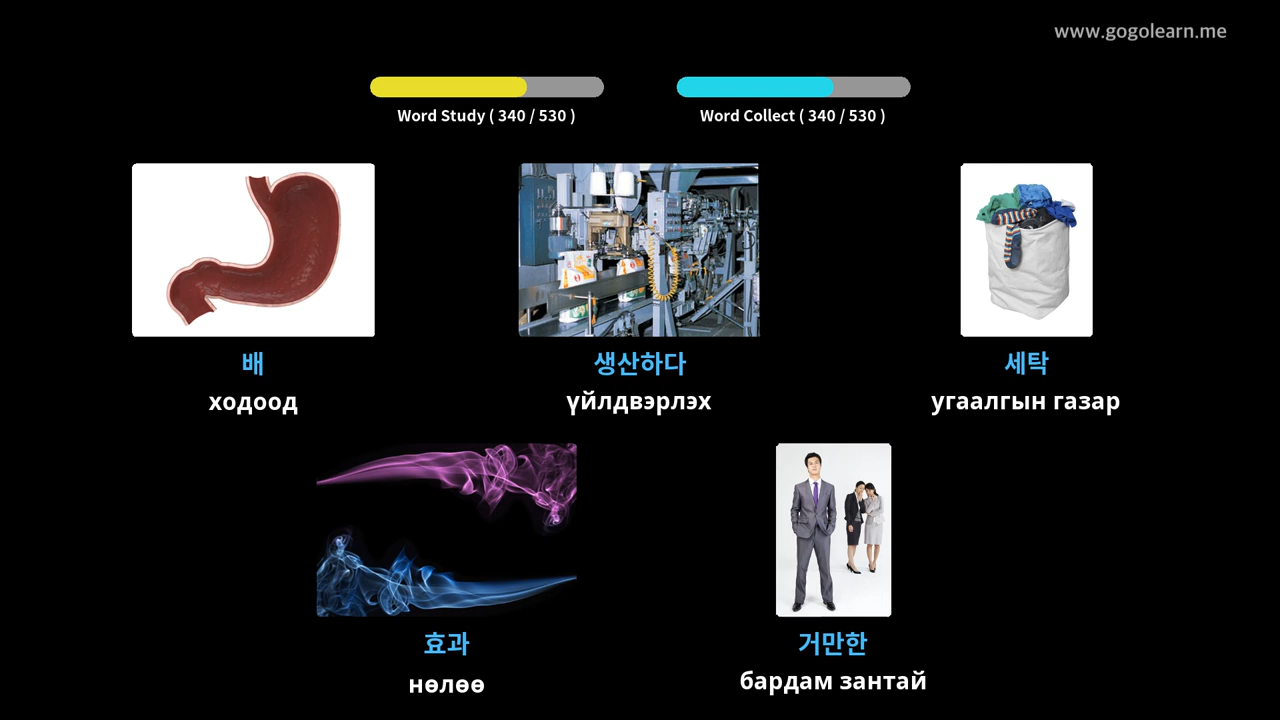 www.gogolearn.me
Word Study ( 340 / 530 )
Word Collect ( 340 / 530 )
배
ходоод
생산하다
үйлдвэрлэх
세탁
угаалгын газар
효과
нөлөө
거만한
бардам зантай